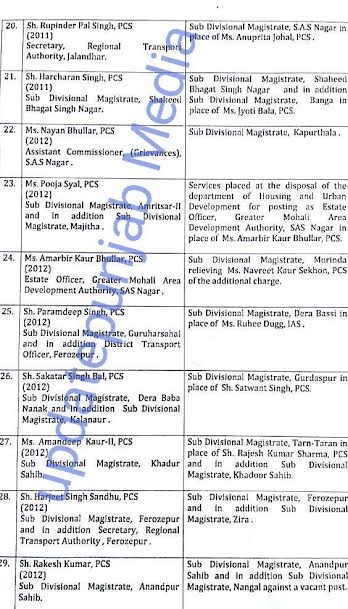 20. Sh. Rupinder Pal Singh, PCS
(2011)
Secretary, Regional Transport
Authority, Jalandhar.
Sub Divisional Magistrate, S.A.S Nagar in
place of Ms. Anuprita Johal, PCS .
21. Sh. Harcharan Singh, PCS
(2011)
Sub Divisional Magistrate, Shaheed
Bhagat Singh Nagar.
Sub Divisional Magistrate, Shaheed
Bhagat Singh Nagar and in addition
Sub Divisional Magistrate, Banga in
place of Ms. Jyoti Bala, PCS.
22. Ms. Nayan Bhullar, PCS
(2012)
Assistant Commissioner, (Grievances),
S.A.S Nagar .
Sub Divisional Magistrate, Kapurthala .
23. Ms. Pooja Syal, PCS
(2012)
Sub Divisional Magistrate, Amritsar-II
and in addition Sub Divisional
Magistrate, Majitha .
Services placed at the disposal of the
department of Housing and Urban
Development for posting as Estate
Officer, Greater Mohali Area
Development Authority, SAS Nagar in
place of Ms. Amarbir Kaur Bhullar, PCS.
24. Ms. Amarbir Kaur Bhullar, PCS
(2012)
Estate Officer, Greater Mohali Area
Development Authority, SAS Nagar .
Sub Divisional Magistrate, Morinda
relieving Ms. Navreet Kaur Sekhon, PCS
of the additional charge.
25. Sh. Paramdeep Singh, PCS
(2012)
Sub Divisional Magistrate, Guruharsahai
and in addition District Transport
Officer, Ferozepur .
Sub Divisional Magistrate, Dera Bassi in
place of Ms. Ruhee Dugg, IAS .
26. Sh. Sakatar Singh Bal, PCS
(2012)
Sub Divisional Magistrate, Dera Baba
Nanak and in addition Sub Divisional
Magistrate, Kalanaur .
Sub Divisional Magistrate, Gurdaspur in
place of Sh. Satwant Singh, PCS.
27. Ms. Amandeep Kaur-II, PCS
(2012)
Sub Divisional Magistrate, Khadur
Sahib.
Sub Divisional Magistrate, Tarn-Taran in
place of Sh. Rajesh Kumar Sharma, PCS
and in addition Sub Divisional
Magistrate, Khadoor Sahib.
28. Sh. Harjeet Singh Sandhu, PCS
(2012)
Sub Divisional Magistrate, Ferozepur
and in addition Secretary, Regional
Transport Authority , Ferozepur .
Sub Divisional Magistrate, Ferozepur
and in addition Sub Divisional
Magistrate, Zira .
29. Sh. Rakesh Kumar, PCS
(2012)
Sub Divisional Magistrate, Anandpur
Sahib.
Sub Divisional Magistrate, Anandpur
Sahib and in addition Sub Divisional
Magistrate, Nangal against a vacant post.
updatepunjab Media